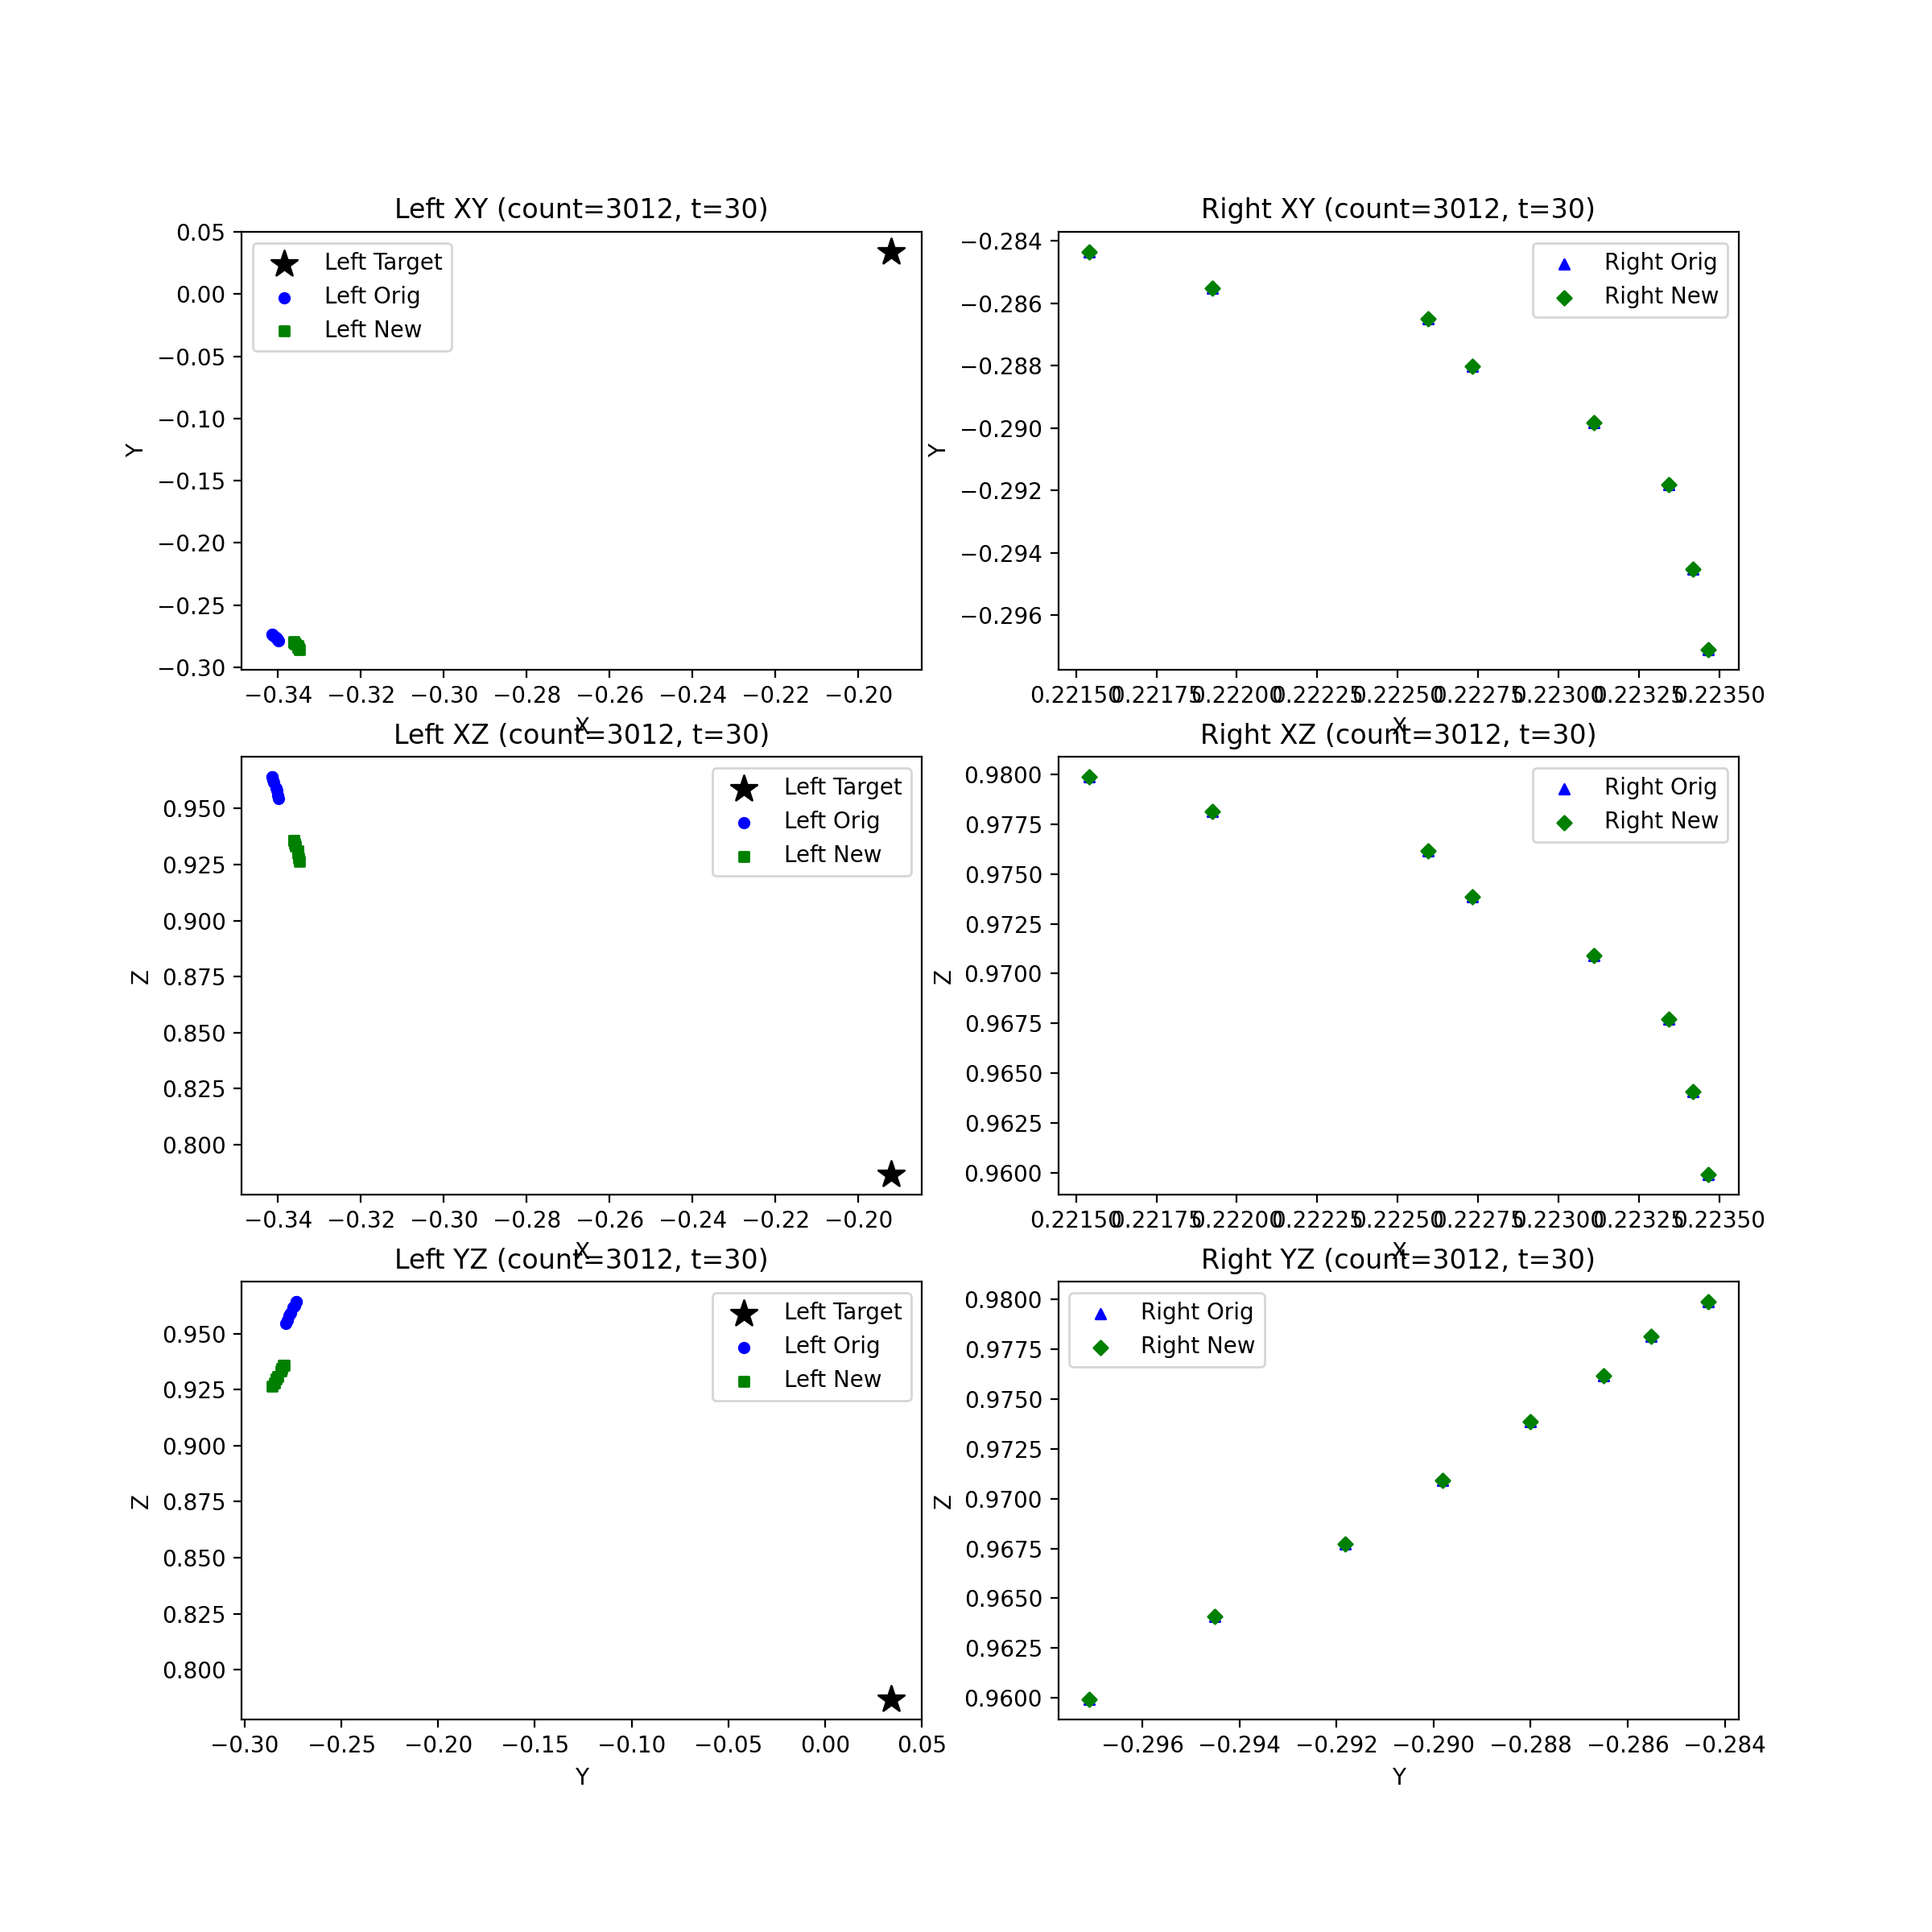 Left XY (count=3012, t=30)
0.05
0.00
−0.05
−0.10
−0.15
−0.20
−0.25
−0.30
Y
Left Target
Left Orig
Left New
−0.34 −0.32 −0.30 −0.28 −0.26 −0.24 −0.22 −0.20
X
Right XY (count=3012, t=30)
−0.284
−0.286
−0.288
−0.290
−0.292
−0.294
−0.296
Y
Right Orig
Right New
0.22150 0.22175 0.22200 0.22225 0.22250 0.22275 0.22300 0.22325 0.22350
X
Left XZ (count=3012, t=30)
0.950
0.925
0.900
0.875
0.850
0.825
0.800
Z
Left Target
Left Orig
Left New
−0.34 −0.32 −0.30 −0.28 −0.26 −0.24 −0.22 −0.20
X
Right XZ (count=3012, t=30)
0.9800
0.9775
0.9750
0.9725
0.9700
0.9675
0.9650
0.9625
0.9600
Z
Right Orig
Right New
0.22150 0.22175 0.22200 0.22225 0.22250 0.22275 0.22300 0.22325 0.22350
X
Left YZ (count=3012, t=30)
0.950
0.925
0.900
0.875
0.850
0.825
0.800
Z
Left Target
Left Orig
Left New
−0.30 −0.25 −0.20 −0.15 −0.10 −0.05 0.00 0.05
Y
Right YZ (count=3012, t=30)
0.9800
0.9775
0.9750
0.9725
0.9700
0.9675
0.9650
0.9625
0.9600
Z
Right Orig
Right New
−0.296 −0.294 −0.292 −0.290 −0.288 −0.286 −0.284
Y